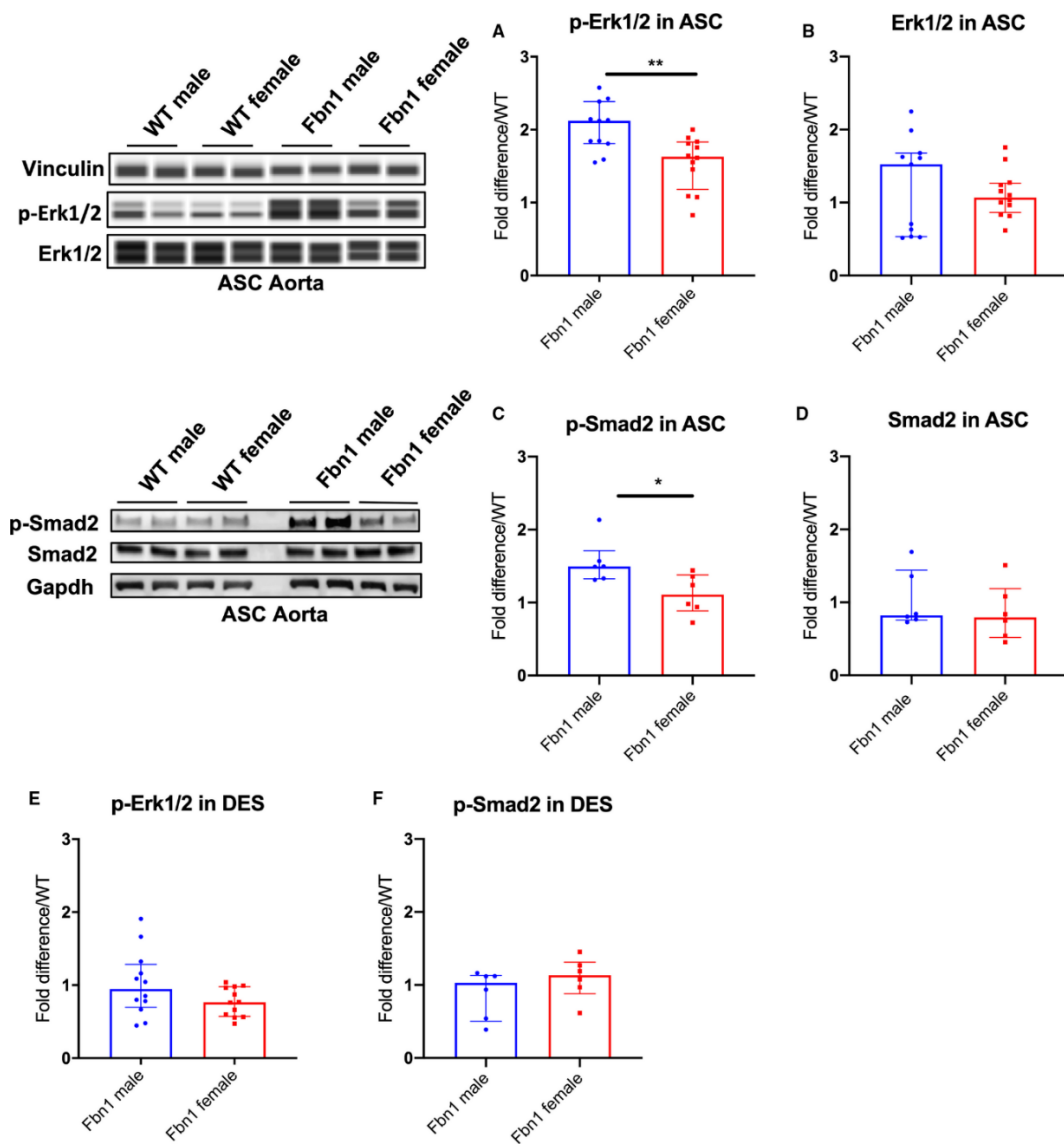 WT male
WT female
Fbn1 male
Fbn1 female
Vinculin
p-Erk1/2
Erk1/2
ASC Aorta
A
p-Erk1/2 in ASC
Fold difference/WT
3
2
1
0
**
Fbn1 male
Fbn1 female
B
Erk1/2 in ASC
Fold difference/WT
3
2
1
0
Fbn1 male
Fbn1 female
WT male
WT female
Fbn1 male
Fbn1 female
p-Smad2
Smad2
Gapdh
ASC Aorta
C
p-Smad2 in ASC
Fold difference/WT
3
2
1
0
*
Fbn1 male
Fbn1 female
D
Smad2 in ASC
Fold difference/WT
3
2
1
0
Fbn1 male
Fbn1 female
E
p-Erk1/2 in DES
Fold difference/WT
3
2
1
0
Fbn1 male
Fbn1 female
F
p-Smad2 in DES
Fold difference/WT
3
2
1
0
Fbn1 male
Fbn1 female